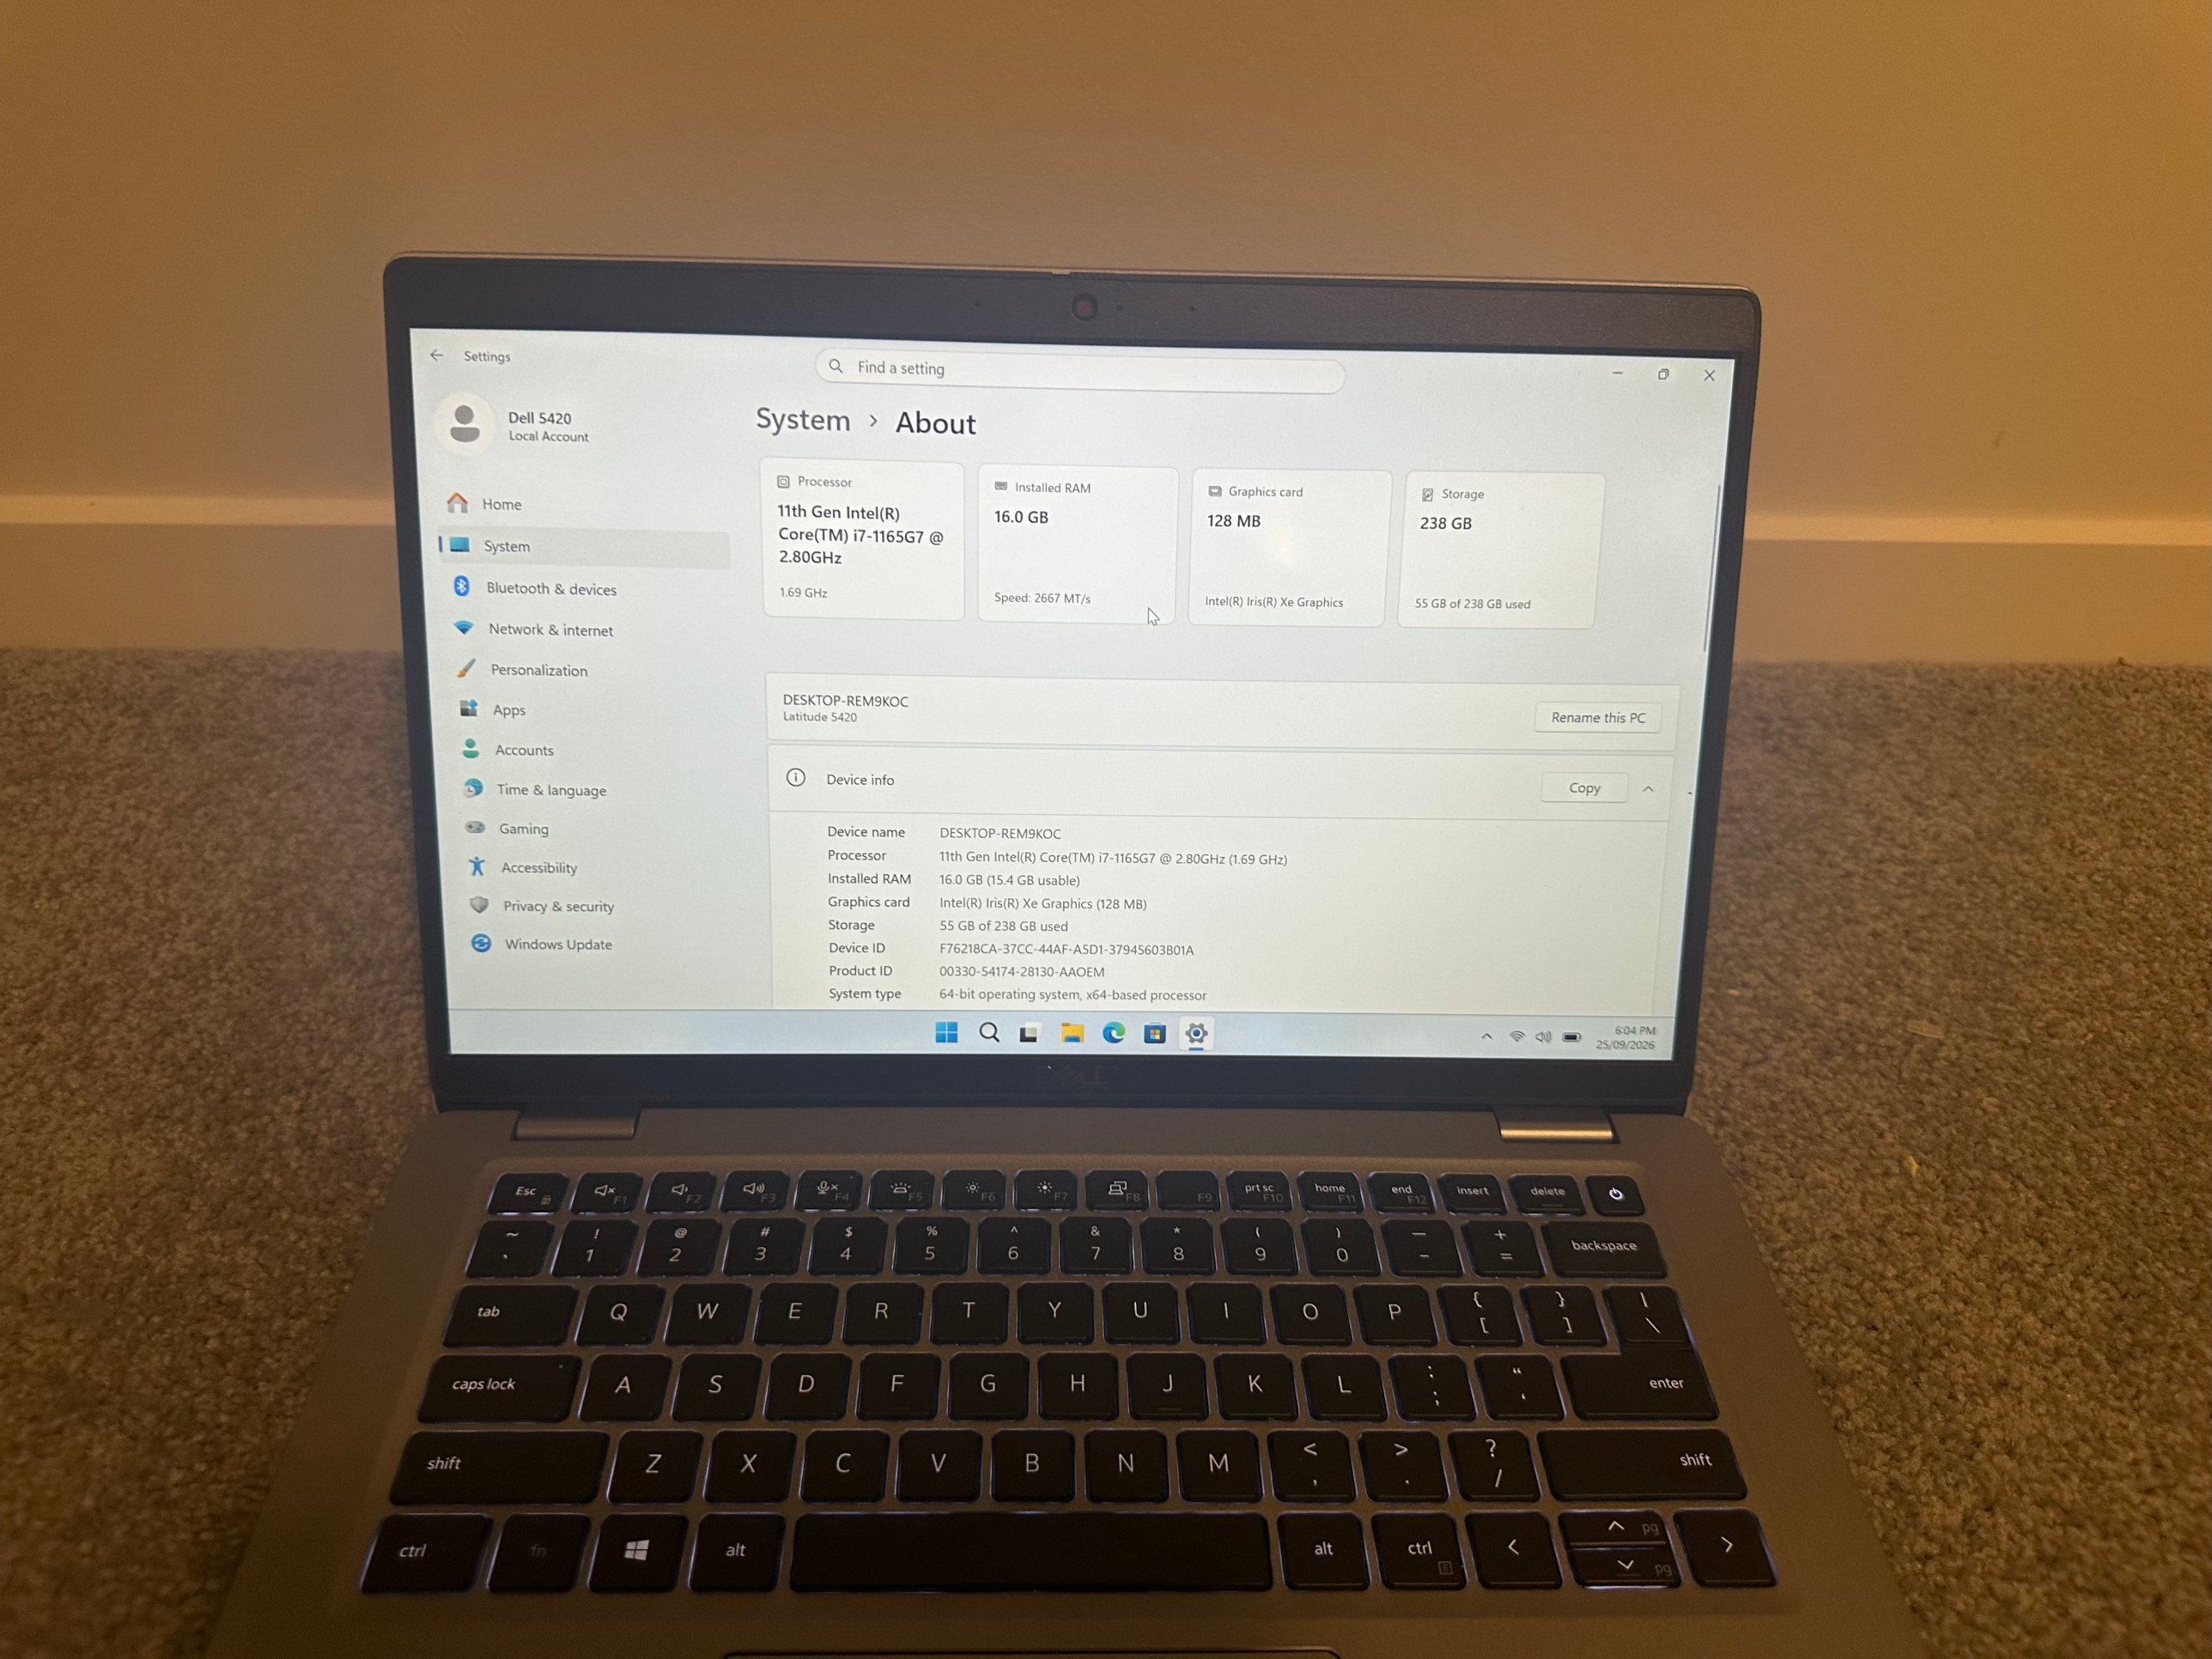 Settings
Find a setting
Dell 5420
Local Account
Home
System
Bluetooth & devices
Network & internet
Personalization
Apps
Accounts
Time & language
Gaming
Accessibility
Privacy & security
Windows Update
System > About
Processor
11th Gen Intel(R)
Core(TM) i7-1165G7 @
2.80GHz
1.69 GHz
Installed RAM
16.0 GB
Speed: 2667 MT/s
Graphics card
128 MB
Intel(R) Iris(R) Xe Graphics
Storage
238 GB
55 GB of 238 GB used
DESKTOP-REM9KOC
Latitude 5420
Rename this PC
Device info
Copy
Device name DESKTOP-REM9KOC
Processor 11th Gen Intel(R) Core(TM) i7-1165G7 @ 2.80GHz (1.69 GHz)
Installed RAM 16.0 GB (15.4 GB usable)
Graphics card Intel(R) Iris(R) Xe Graphics (128 MB)
Storage 55 GB of 238 GB used
Device ID F76218CA-37CC-44AF-A5D1-37945603B01A
Product ID 00330-54174-28130-AAOEM
System type 64-bit operating system, x64-based processor
6:04 PM
25/09/2026
DELL
Esc F1 F2 F3 F4 F5 F6 F7 F8 F9 prt sc F10 home F11 end F12 insert delete
~ ` ! 1 @ 2 # 3 $ 4 % 5 ^ 6 & 7 * 8 ( 9 ) 0 _ - + = backspace
tab Q W E R T Y U I O P { [ } ] | \
caps lock A S D F G H J K L : ; " ' enter
shift Z X C V B N M < , > . ? / shift
ctrl fn alt alt ctrl < ^ pg v pg >